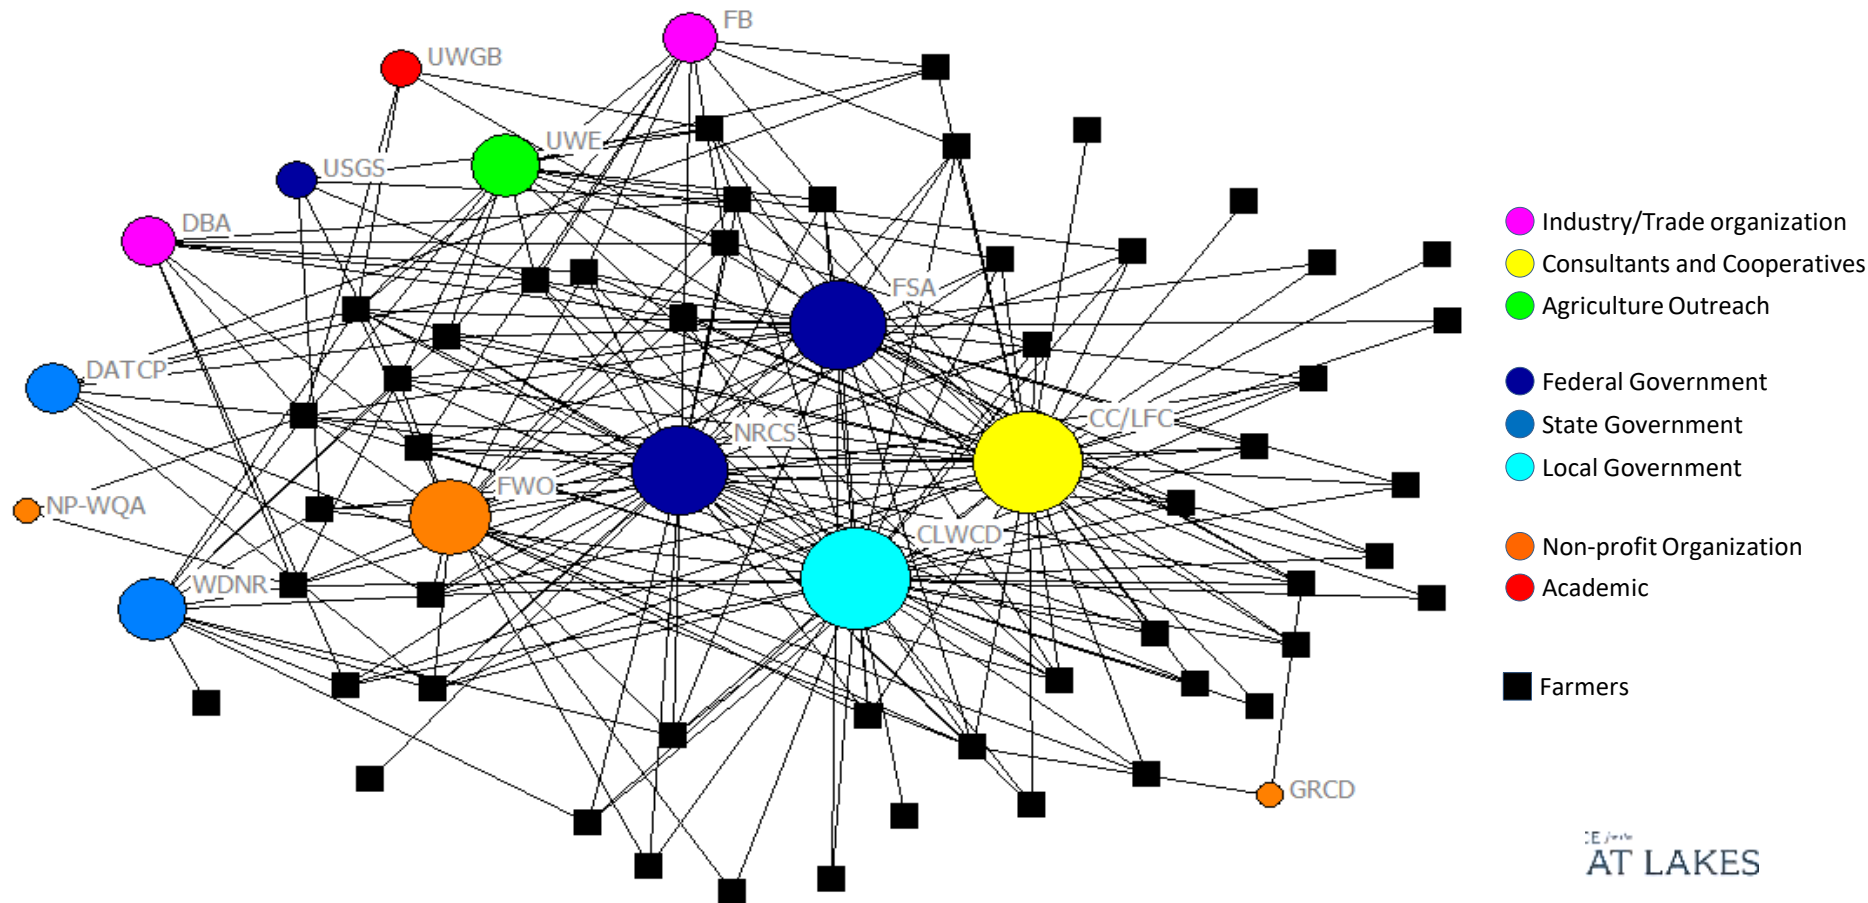 FB
UWGB
UWE
USGS
DBA
FSA
DATCP
CC/LFC
NRCS
FWO
NP-WQA
CLWCD
WDNR
GRCD
Industry/Trade organization
Consultants and Cooperatives
Agriculture Outreach
Federal Government
State Government
Local Government
Non-profit Organization
Academic
Farmers
AT LAKES